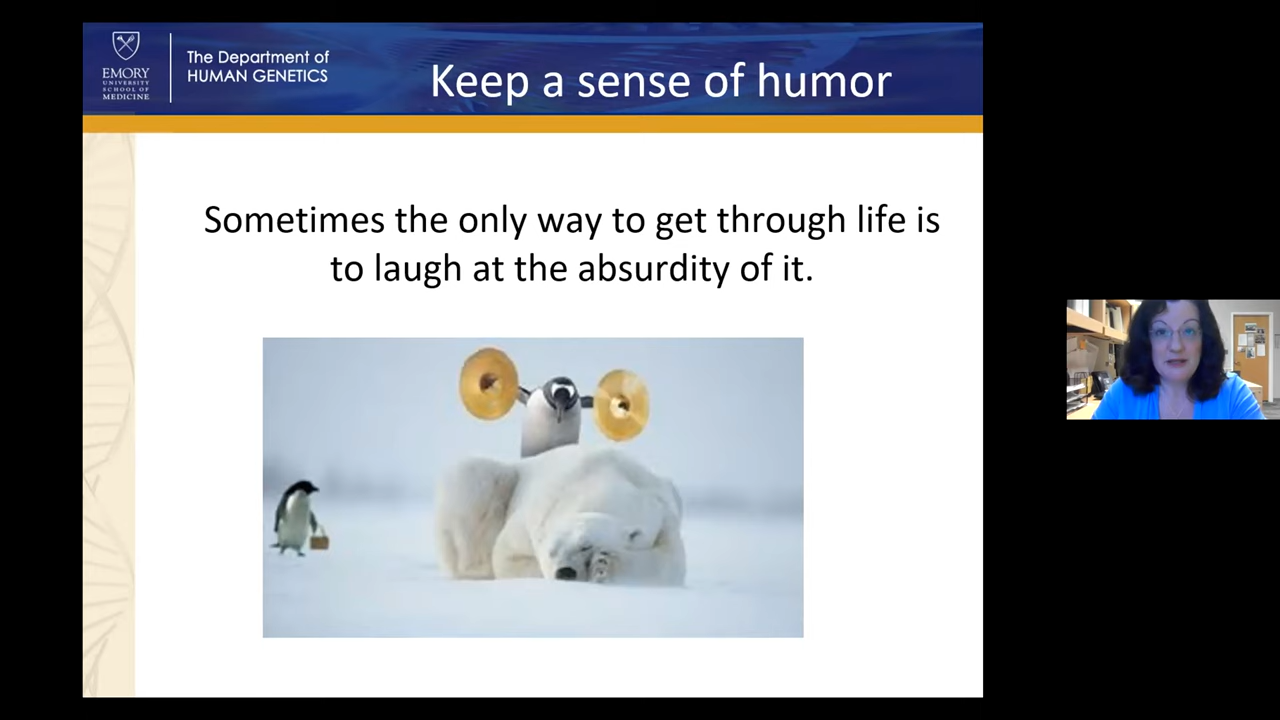 EMORY
UNIVERSITY
SCHOOL OF
MEDICINE
The Department of
HUMAN GENETICS
Keep a sense of humor
Sometimes the only way to get through life is
to laugh at the absurdity of it.